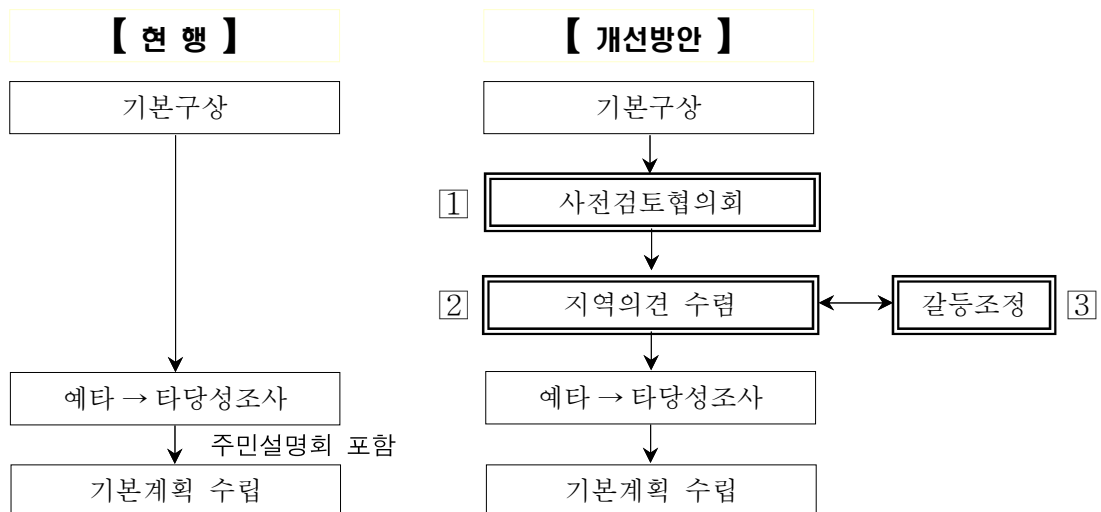 【 현 행 】
기본구상
예타 → 타당성조사
주민설명회 포함
기본계획 수립
【 개선방안 】
기본구상
1 사전검토협의회
2 지역의견 수렴
갈등조정 3
예타 → 타당성조사
기본계획 수립